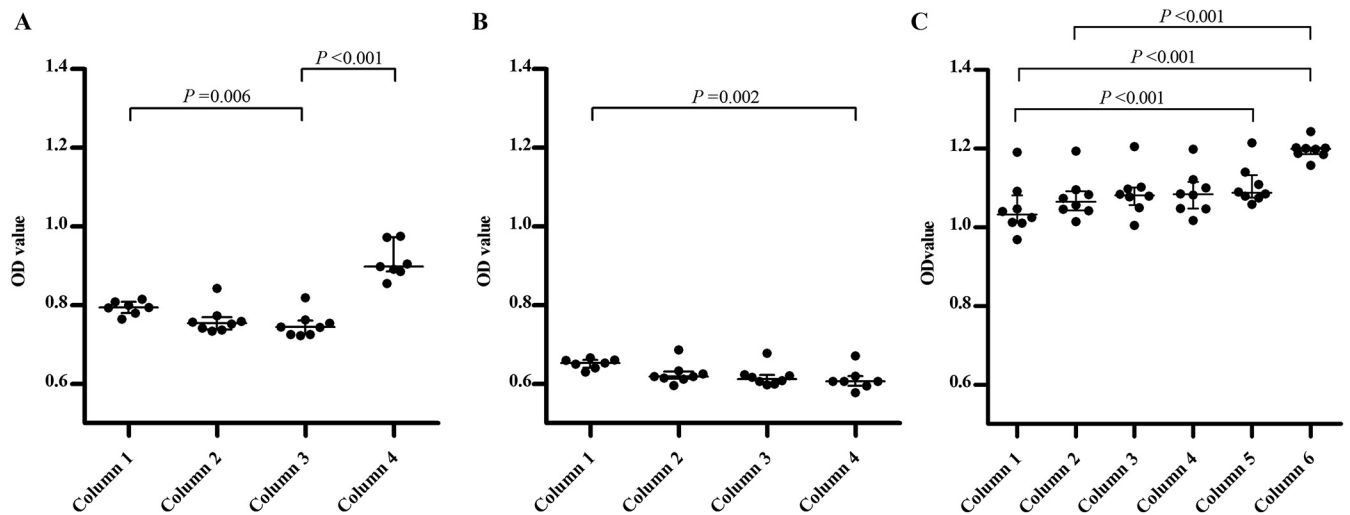 A
P <0.001
P =0.006
1.4
1.2
1.0
0.8
0.6
OD value
Column 1
Column 2
Column 3
Column 4
B
P =0.002
1.4
1.2
1.0
0.8
0.6
OD value
Column 1
Column 2
Column 3
Column 4
C
P <0.001
P <0.001
P <0.001
1.4
1.2
1.0
0.8
0.6
ODvalue
Column 1
Column 2
Column 3
Column 4
Column 5
Column 6